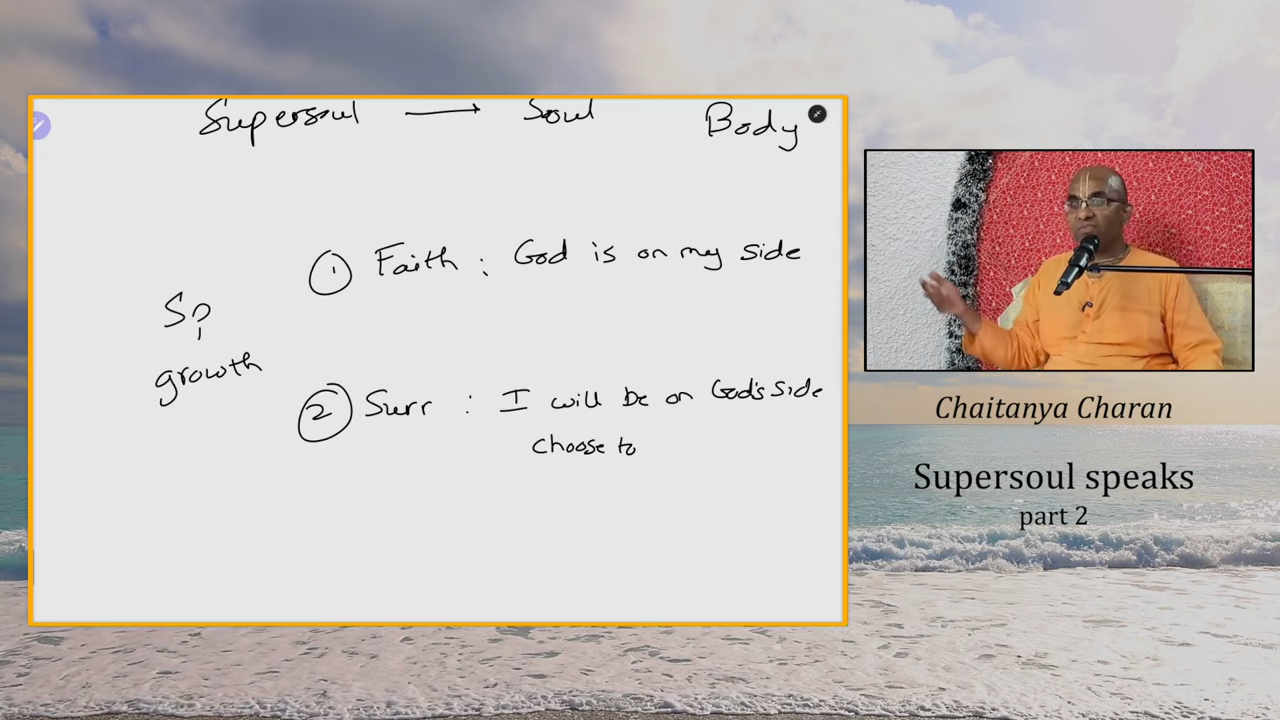 Supersoul → Soul Body
① Faith : God is on my side
Sp
growth
② Surr : I will be on God's side
choose to
Chaitanya Charan
Supersoul speaks
part 2